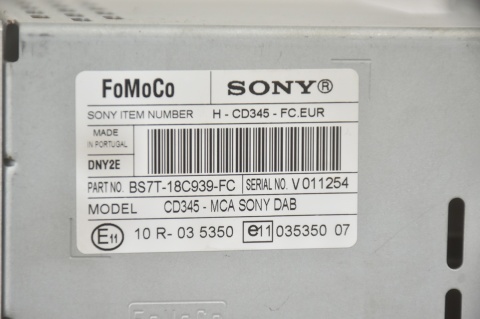 FoMoCo SONY®
SONY ITEM NUMBER H - CD345 - FC.EUR
MADE
IN PORTUGAL
DNY2E
PART NO. BS7T-18C939-FC SERIAL NO. V 011254
MODEL CD345 - MCA SONY DAB
E11 10 R- 03 5350 e11 035350 07
FoMoCo